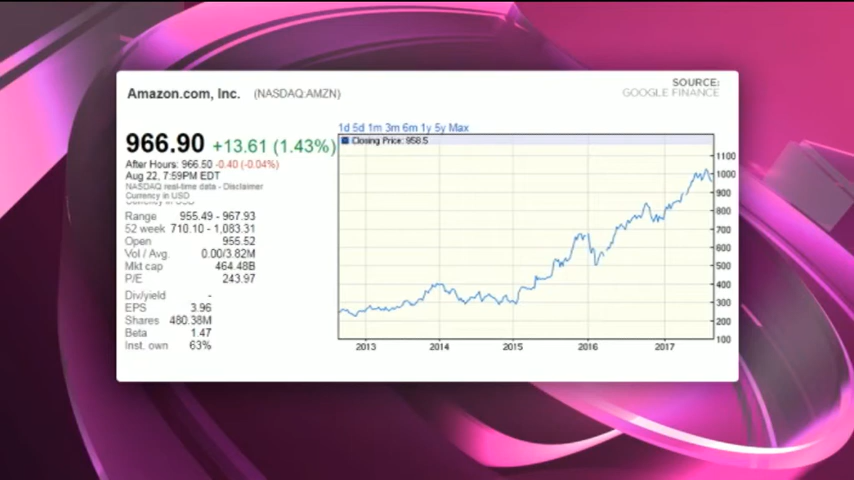 Amazon.com, Inc. (NASDAQ:AMZN)
SOURCE:
GOOGLE FINANCE
966.90 +13.61 (1.43%)
After Hours: 966.50 -0.40 (-0.04%)
Aug 22, 7:59PM EDT
NASDAQ real-time data - Disclaimer
Currency in USD
Currency in USD
Range 955.49 - 967.93
52 week 710.10 - 1,083.31
Open 955.52
Vol / Avg. 0.00/3.82M
Mkt cap 464.48B
P/E 243.97
Div/yield -
EPS 3.96
Shares 480.38M
Beta 1.47
Inst. own 63%
1d 5d 1m 3m 6m 1y 5y Max
Closing Price: 958.5
1100
1000
900
800
700
600
500
400
300
200
100
2013 2014 2015 2016 2017